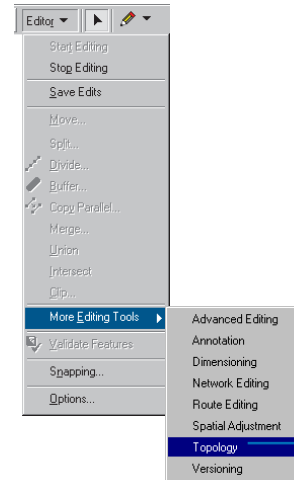 Editor
Start Editing
Stop Editing
Save Edits
Move...
Split...
Divide...
Buffer...
Copy Parallel...
Merge...
Union
Intersect
Clip...
More Editing Tools
Validate Features
Snapping...
Options...
Advanced Editing
Annotation
Dimensioning
Network Editing
Route Editing
Spatial Adjustment
Topology
Versioning